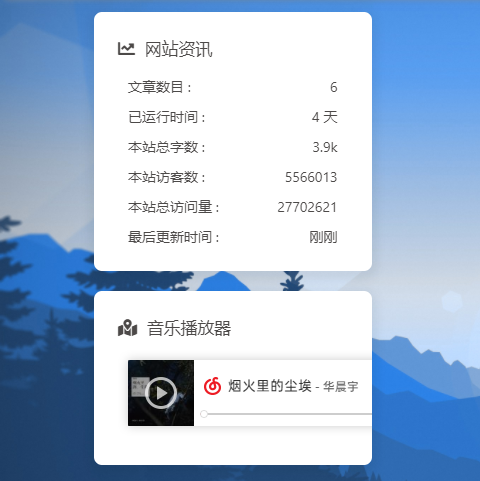 网站资讯
文章数目 : 6
已运行时间 : 4 天
本站总字数 : 3.9k
本站访客数 : 5566013
本站总访问量 : 27702621
最后更新时间 : 刚刚
音乐播放器
烟火里的尘埃 - 华晨宇